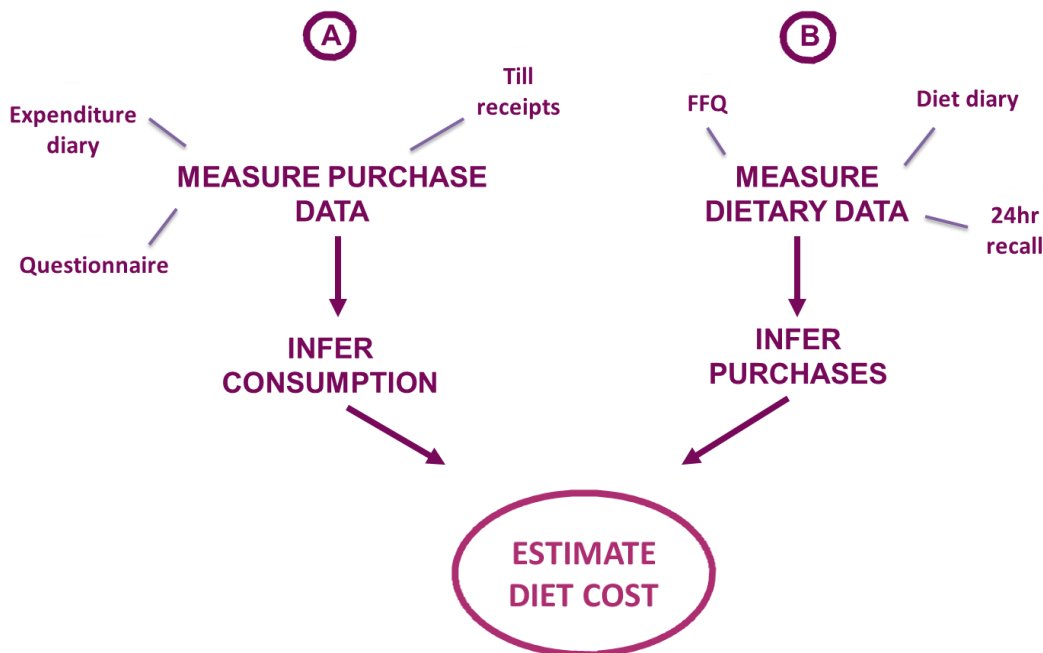 A
Expenditure
diary
Till
receipts
MEASURE PURCHASE
DATA
Questionnaire
INFER
CONSUMPTION
B
FFQ
Diet diary
MEASURE
DIETARY DATA
24hr
recall
INFER
PURCHASES
ESTIMATE
DIET COST